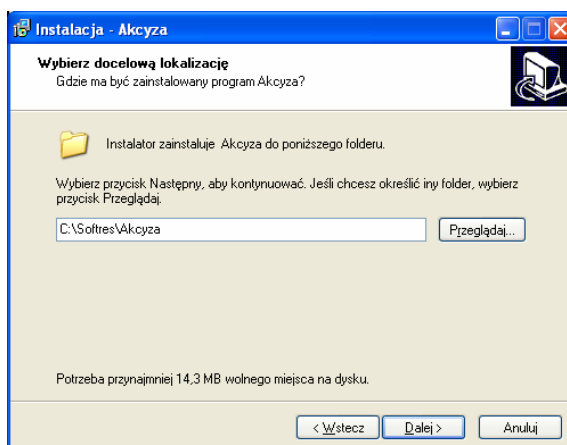 Instalacja - Akcyza
Wybierz docelową lokalizację
Gdzie ma być zainstalowany program Akcyza?
Instalator zainstaluje Akcyza do poniższego folderu.
Wybierz przycisk Następny, aby kontynuować. Jeśli chcesz określić iny folder, wybierz
przycisk Przeglądaj.
C:\Softres\Akcyza
Przeglądaj...
Potrzeba przynajmniej 14,3 MB wolnego miejsca na dysku.
< Wstecz
Dalej >
Anuluj